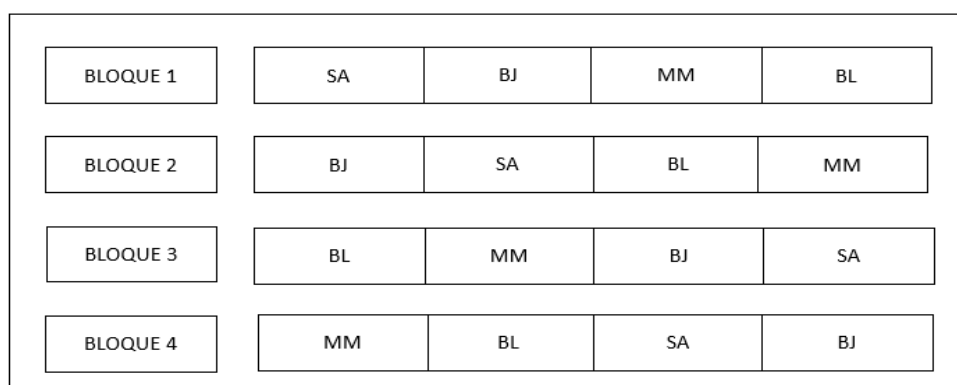 BLOQUE 1 SA BJ MM BL
BLOQUE 2 BJ SA BL MM
BLOQUE 3 BL MM BJ SA
BLOQUE 4 MM BL SA BJ